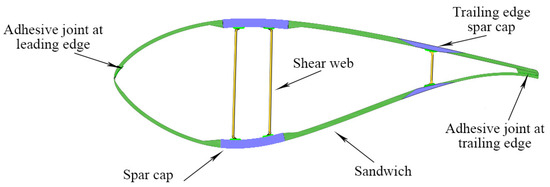 Trailing edge
spar cap
Adhesive joint at
leading edge
Shear web
Adhesive joint at
trailing edge
Sandwich
Spar cap